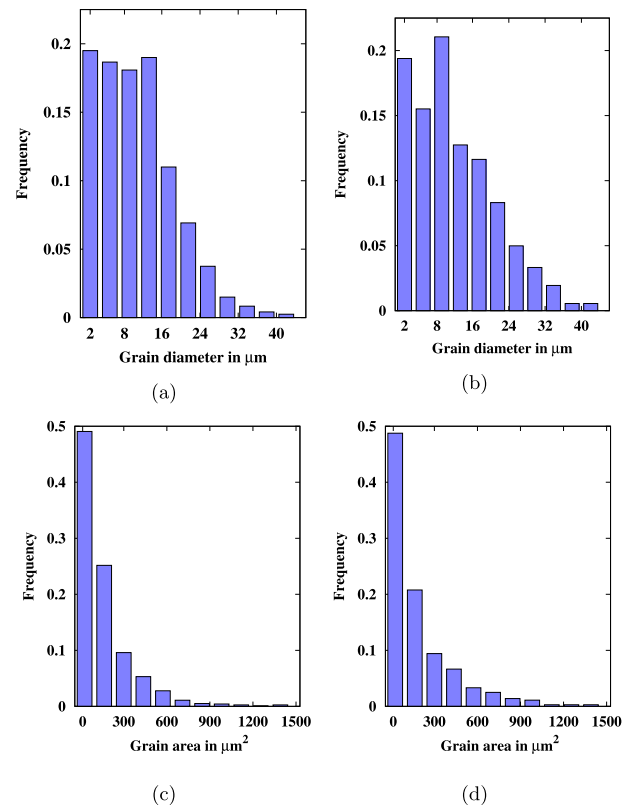 0.2
0.15
0.1
0.05
0
Frequency
2 8 16 24 32 40
Grain diameter in μm
(a)
0.2
0.15
0.1
0.05
0
Frequency
2 8 16 24 32 40
Grain diameter in μm
(b)
0.5
0.4
0.3
0.2
0.1
0
Frequency
0 300 600 900 1200 1500
Grain area in μm²
(c)
0.5
0.4
0.3
0.2
0.1
0
Frequency
0 300 600 900 1200 1500
Grain area in μm²
(d)